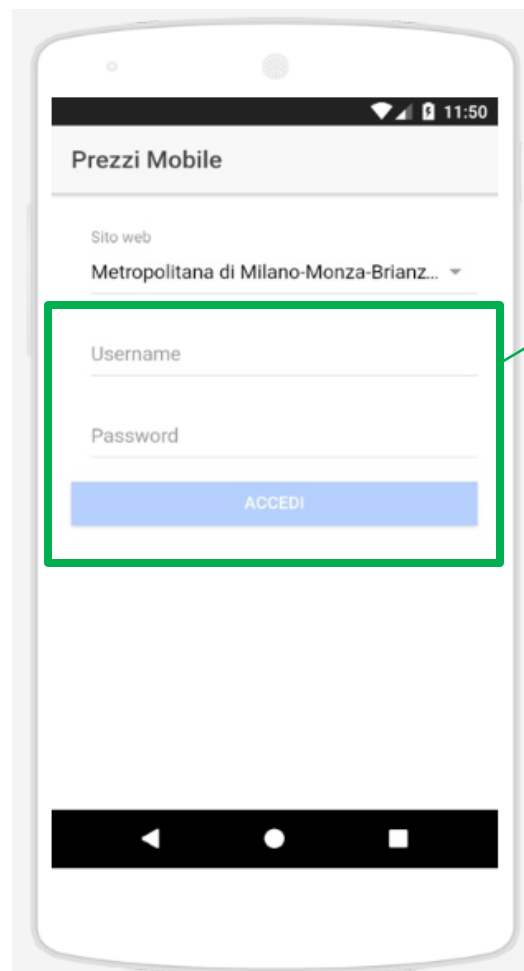 11:50
Prezzi Mobile
Sito web
Metropolitana di Milano-Monza-Brianz...
Username
Password
ACCEDI